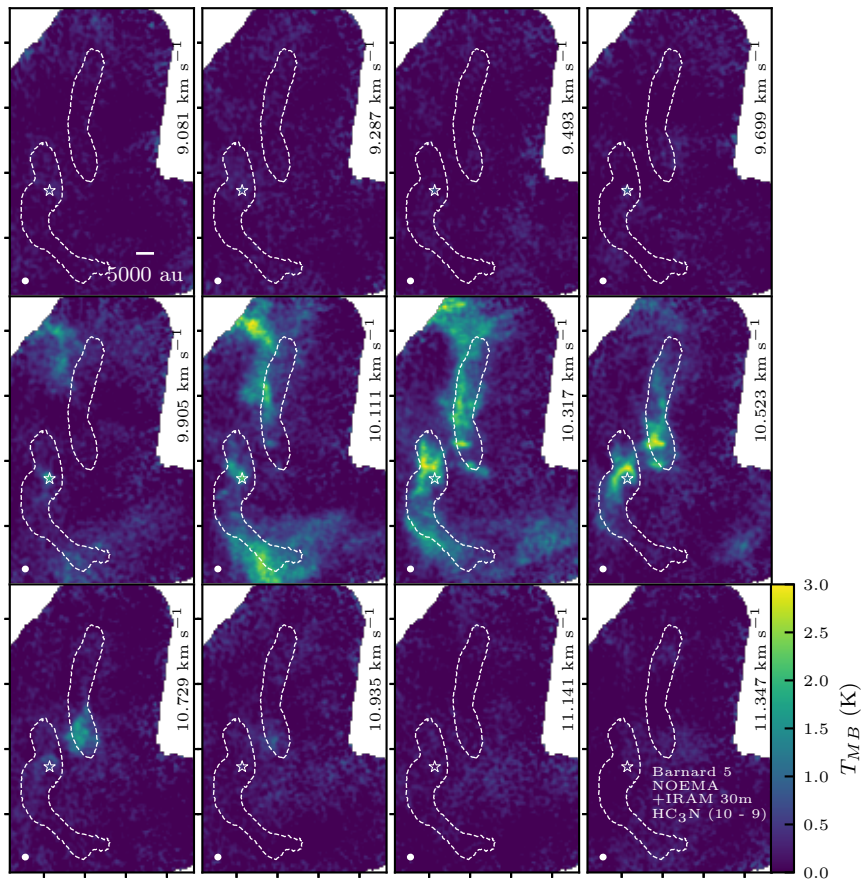 9.081 km s−1
9.287 km s−1
9.493 km s−1
9.699 km s−1
5000 au
9.905 km s−1
10.111 km s−1
10.317 km s−1
10.523 km s−1
10.729 km s−1
10.935 km s−1
11.141 km s−1
11.347 km s−1
Barnard 5
NOEMA
+IRAM 30m
HC3N (10 - 9)
3.0
2.5
2.0
1.5
1.0
0.5
0.0
TMB (K)